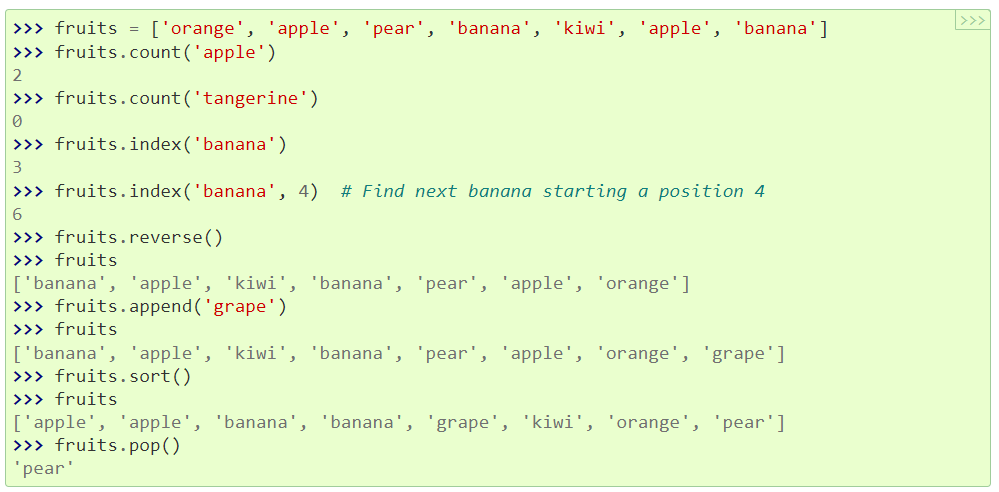 >>> fruits = ['orange', 'apple', 'pear', 'banana', 'kiwi', 'apple', 'banana']
>>>
>>> fruits.count('apple')
2
>>> fruits.count('tangerine')
0
>>> fruits.index('banana')
3
>>> fruits.index('banana', 4)  # Find next banana starting a position 4
6
>>> fruits.reverse()
>>> fruits
['banana', 'apple', 'kiwi', 'banana', 'pear', 'apple', 'orange']
>>> fruits.append('grape')
>>> fruits
['banana', 'apple', 'kiwi', 'banana', 'pear', 'apple', 'orange', 'grape']
>>> fruits.sort()
>>> fruits
['apple', 'apple', 'banana', 'banana', 'grape', 'kiwi', 'orange', 'pear']
>>> fruits.pop()
'pear'